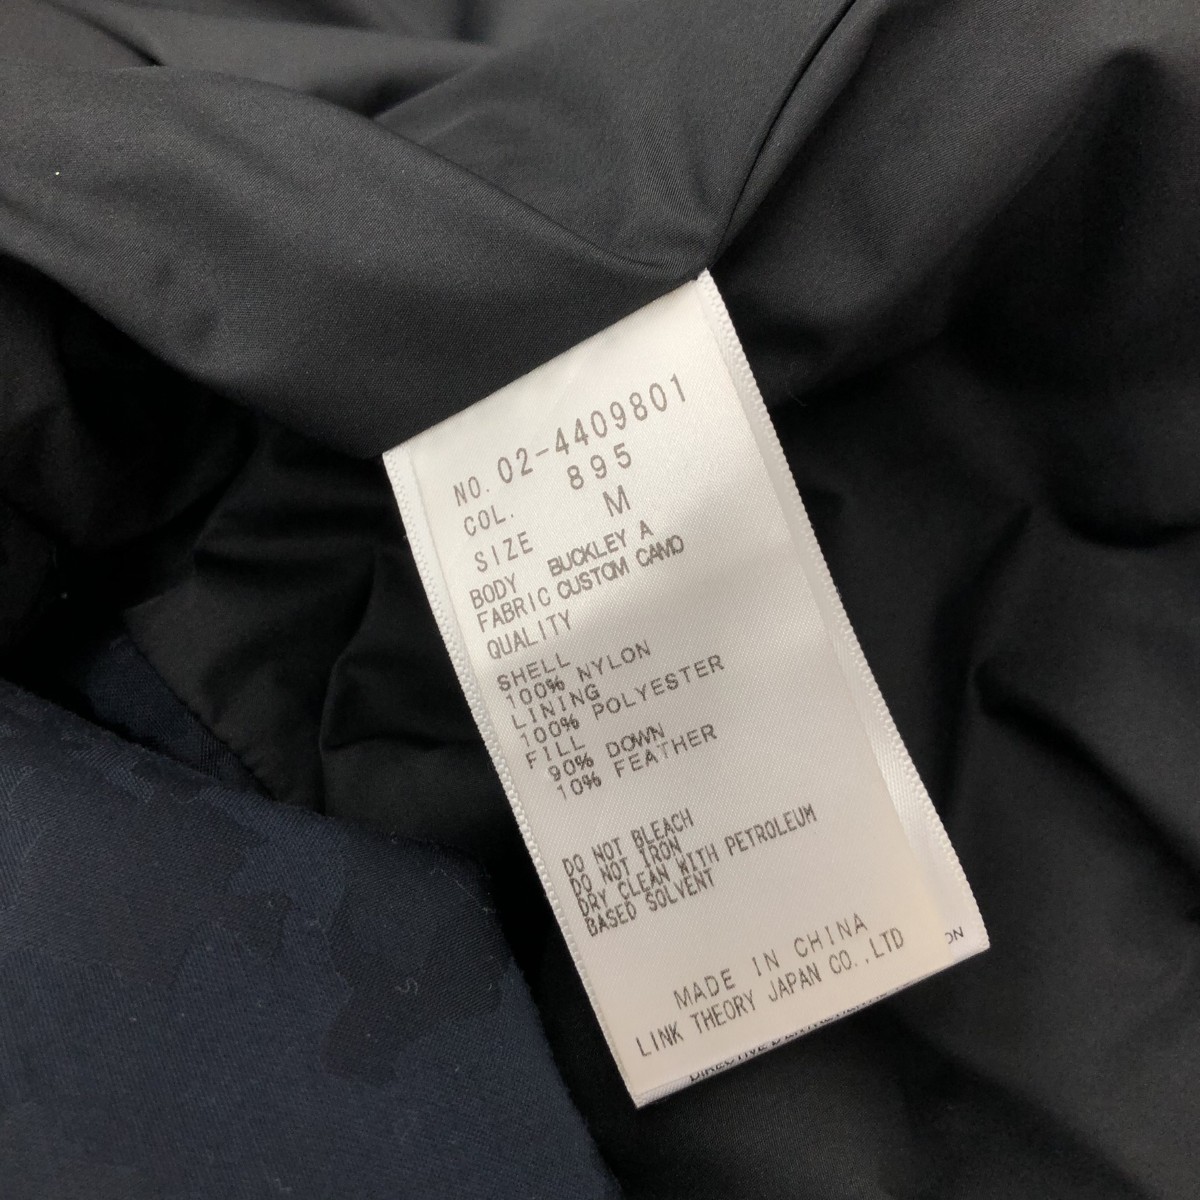 NO. 02-4409801
COL. 895
SIZE M
BODY BUCKLEY A
FABRIC CUSTOM CAMO
QUALITY
SHELL
100% NYLON
LINING
100% POLYESTER
FILL
90% DOWN
10% FEATHER
DO NOT BLEACH
DO NOT IRON
DRY CLEAN WITH PETROLEUM
BASED SOLVENT
MADE IN CHINA
LINK THEORY JAPAN CO.,LTD